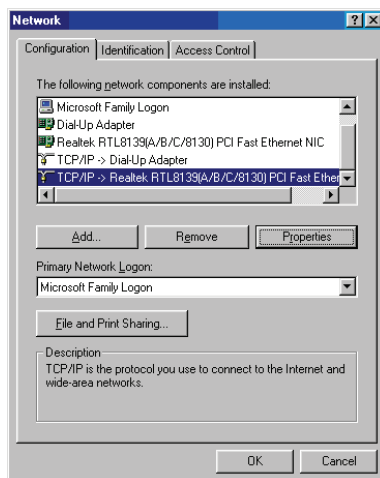 Network
Configuration Identification Access Control
The following network components are installed:
Microsoft Family Logon
Dial-Up Adapter
Realtek RTL8139(A/B/C/8130) PCI Fast Ethernet NIC
TCP/IP -> Dial-Up Adapter
TCP/IP -> Realtek RTL8139(A/B/C/8130) PCI Fast Ether
Add... Remove Properties
Primary Network Logon:
Microsoft Family Logon
File and Print Sharing...
Description
TCP/IP is the protocol you use to connect to the Internet and
wide-area networks.
OK Cancel